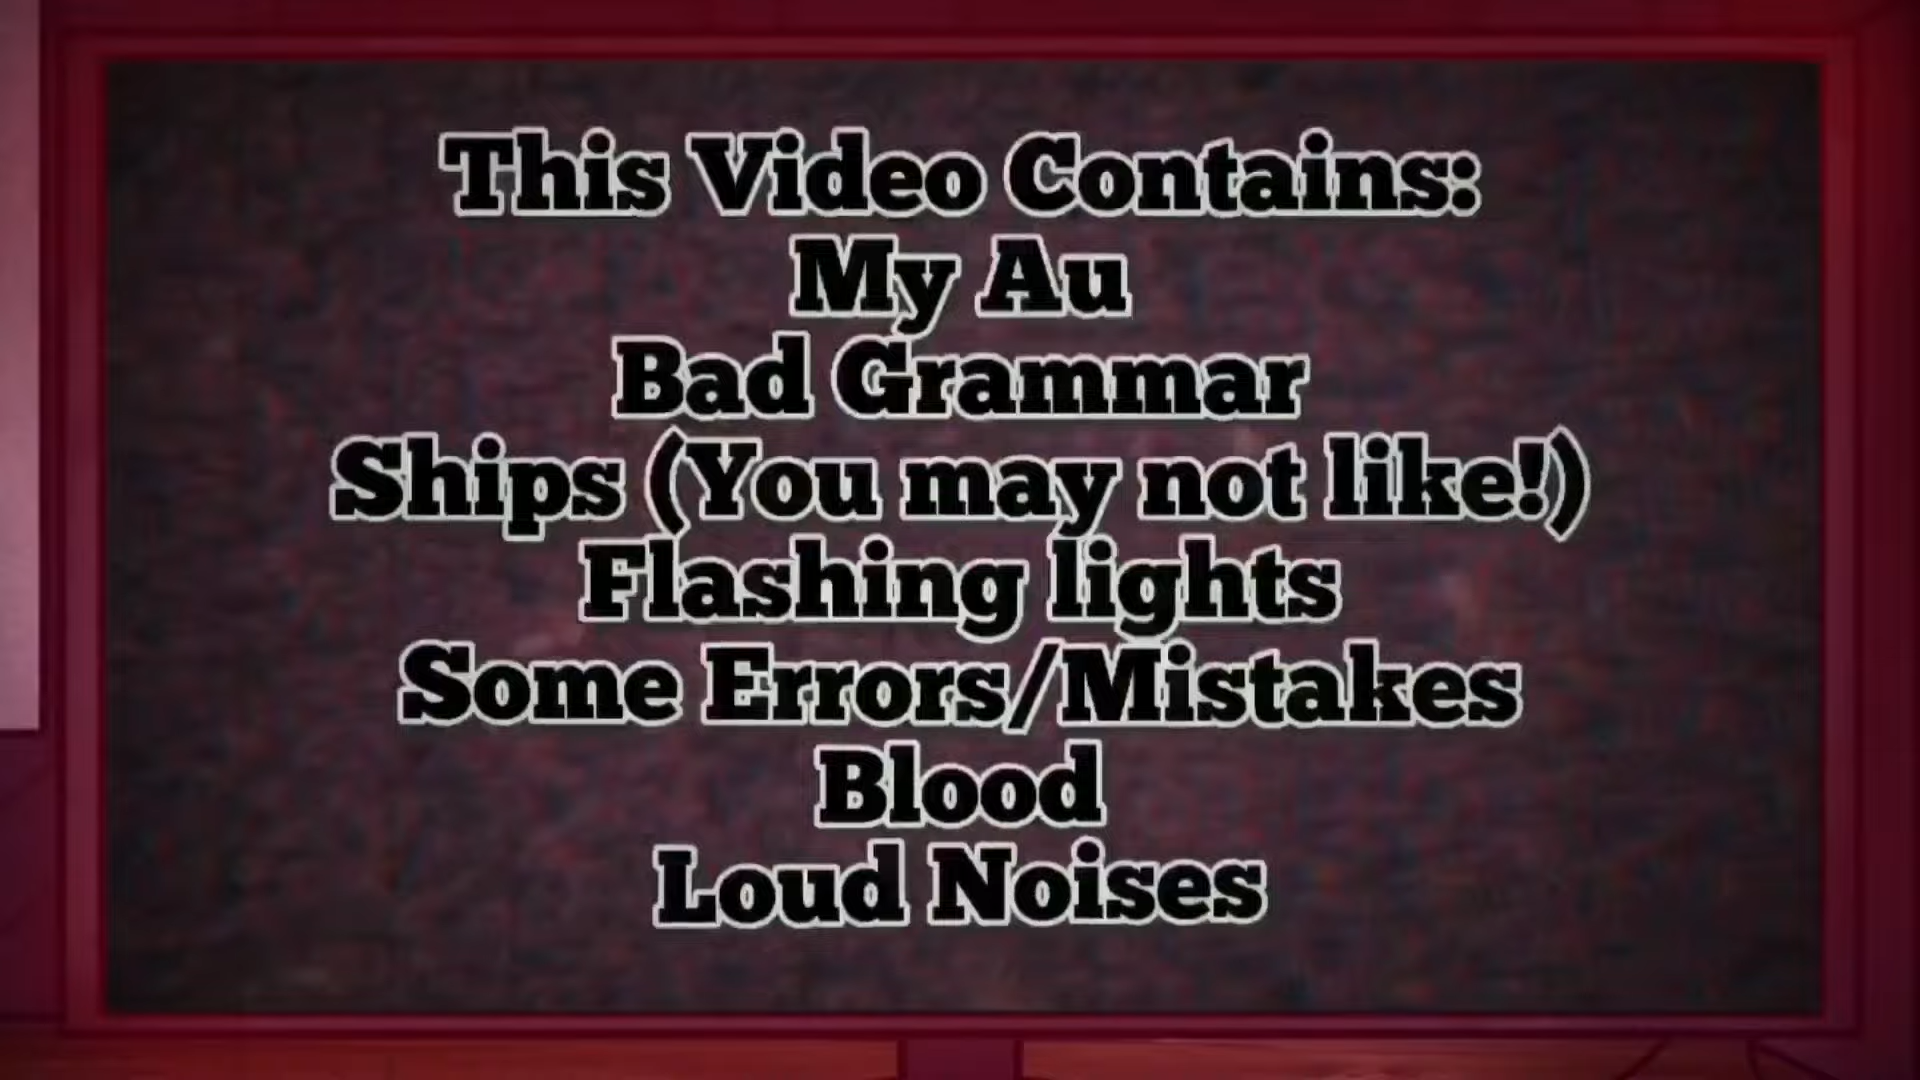 This Video Contains:
My Au
Bad Grammar
Ships (You may not like!)
Flashing lights
Some Errors/Mistakes
Blood
Loud Noises